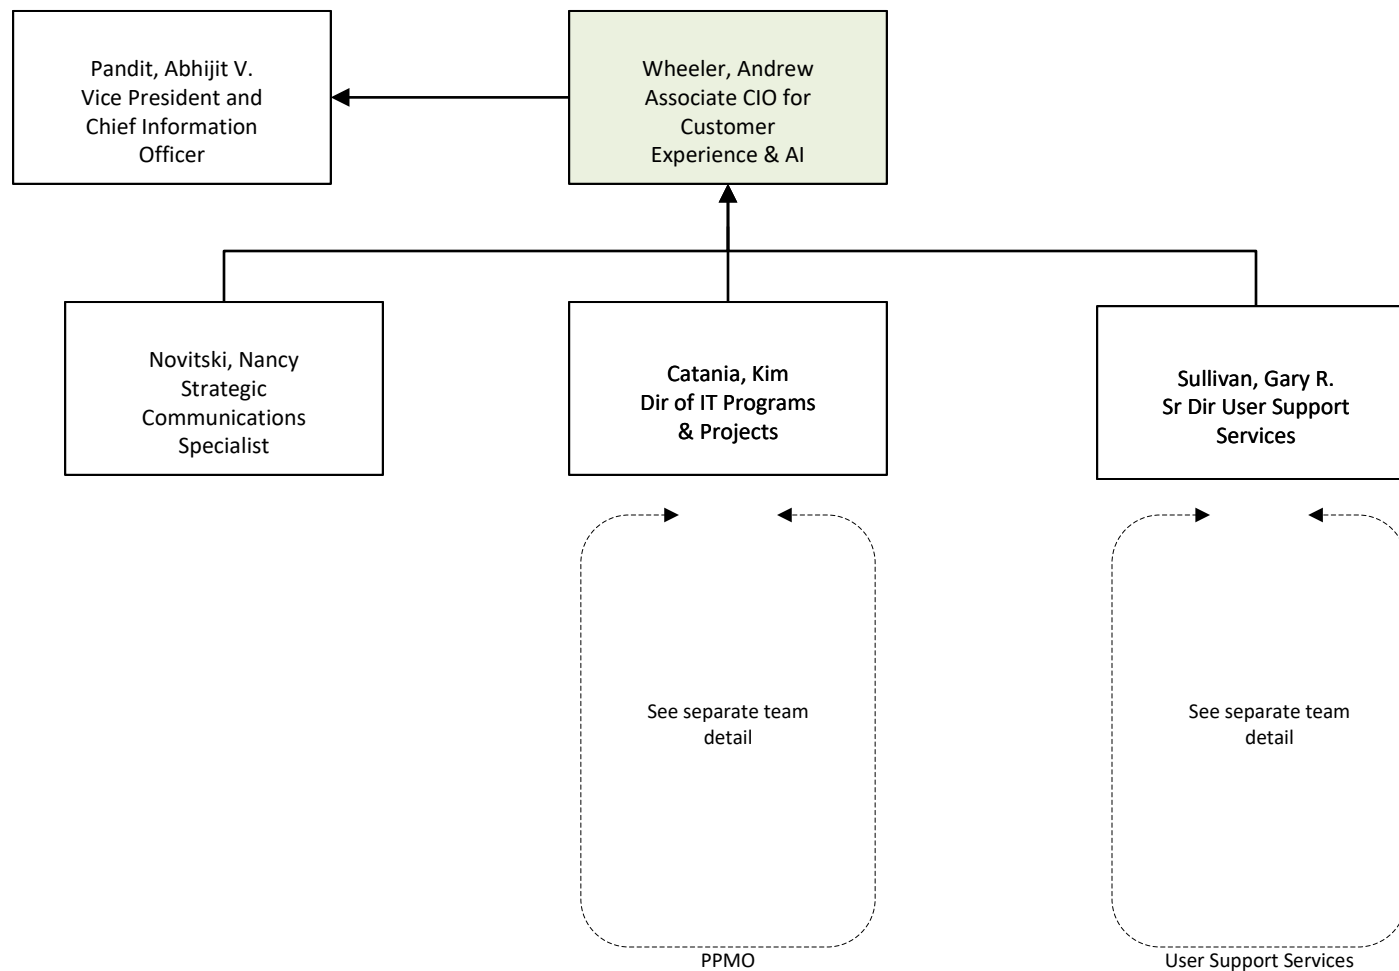 Pandit, Abhijit V.
Vice President and
Chief Information
Officer
Wheeler, Andrew
Associate CIO for
Customer
Experience & AI
Novitski, Nancy
Strategic
Communications
Specialist
Catania, Kim
Dir of IT Programs
& Projects
Sullivan, Gary R.
Sr Dir User Support
Services
See separate team
detail
See separate team
detail
PPMO
User Support Services